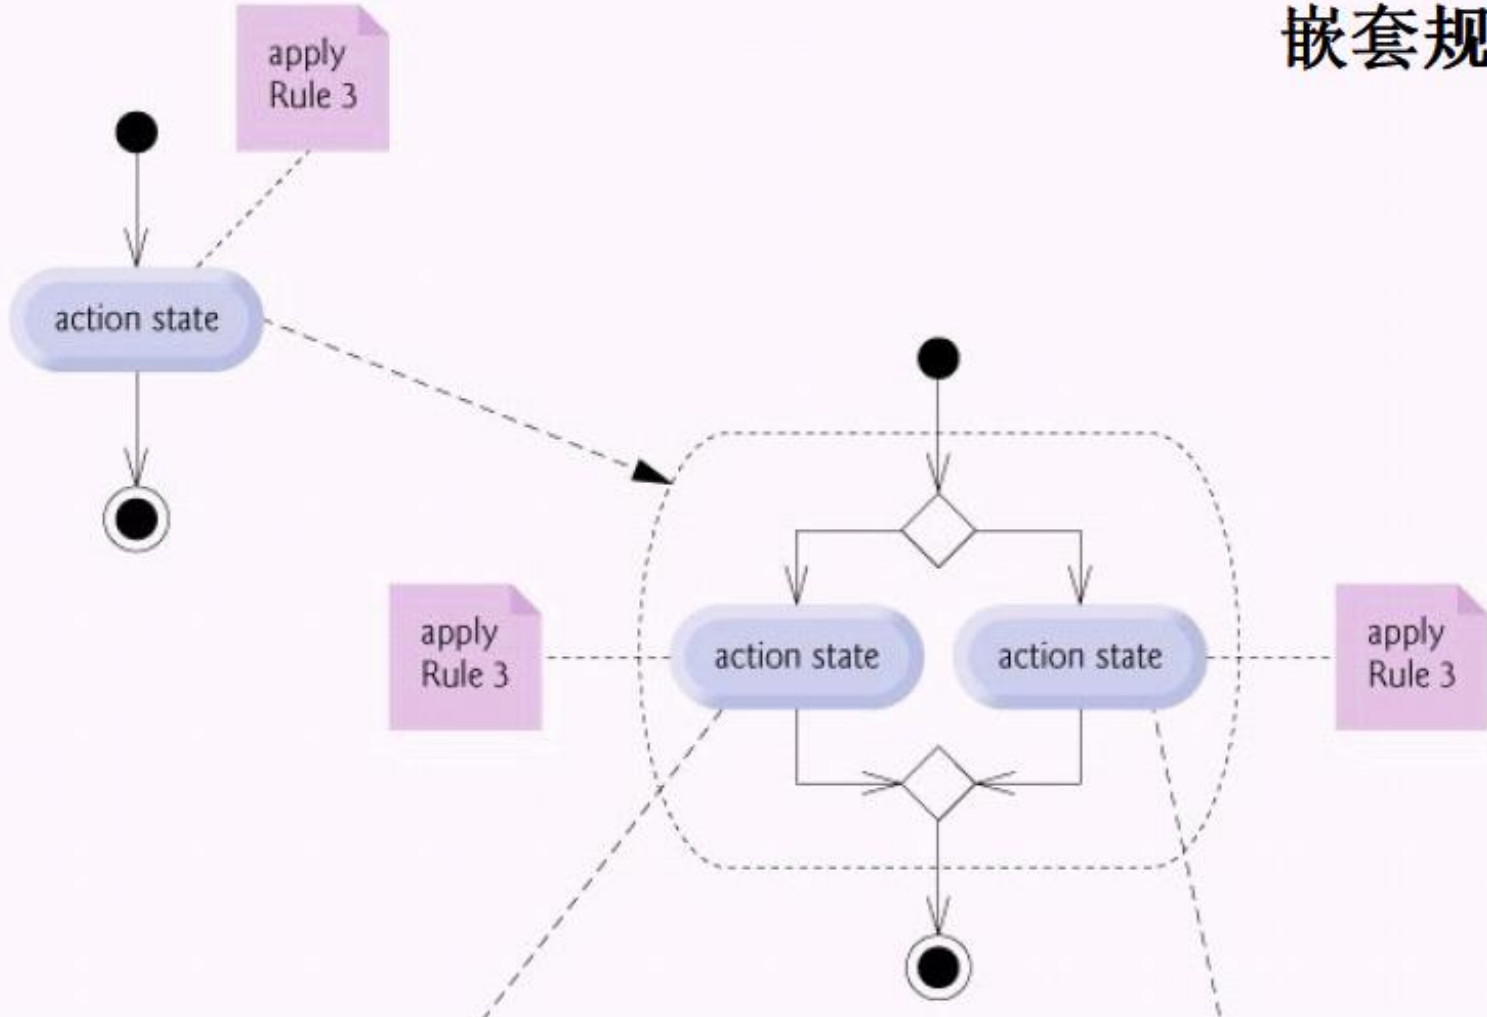 嵌套规
apply
Rule 3
action state
apply
Rule 3
action state
action state
apply
Rule 3